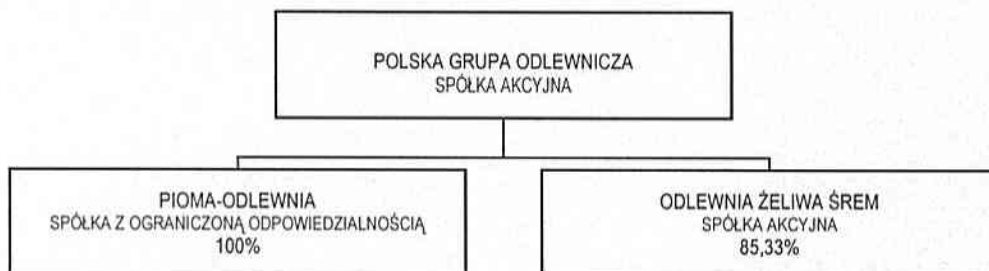 POLSKA GRUPA ODLEWNICZA
SPÓŁKA AKCYJNA
PIOMA-ODLEWNIA
SPÓŁKA Z OGRANICZONĄ ODPOWIEDZIALNOŚCIĄ
100%
ODLEWNIA ŻELIWA ŚREM
SPÓŁKA AKCYJNA
85,33%